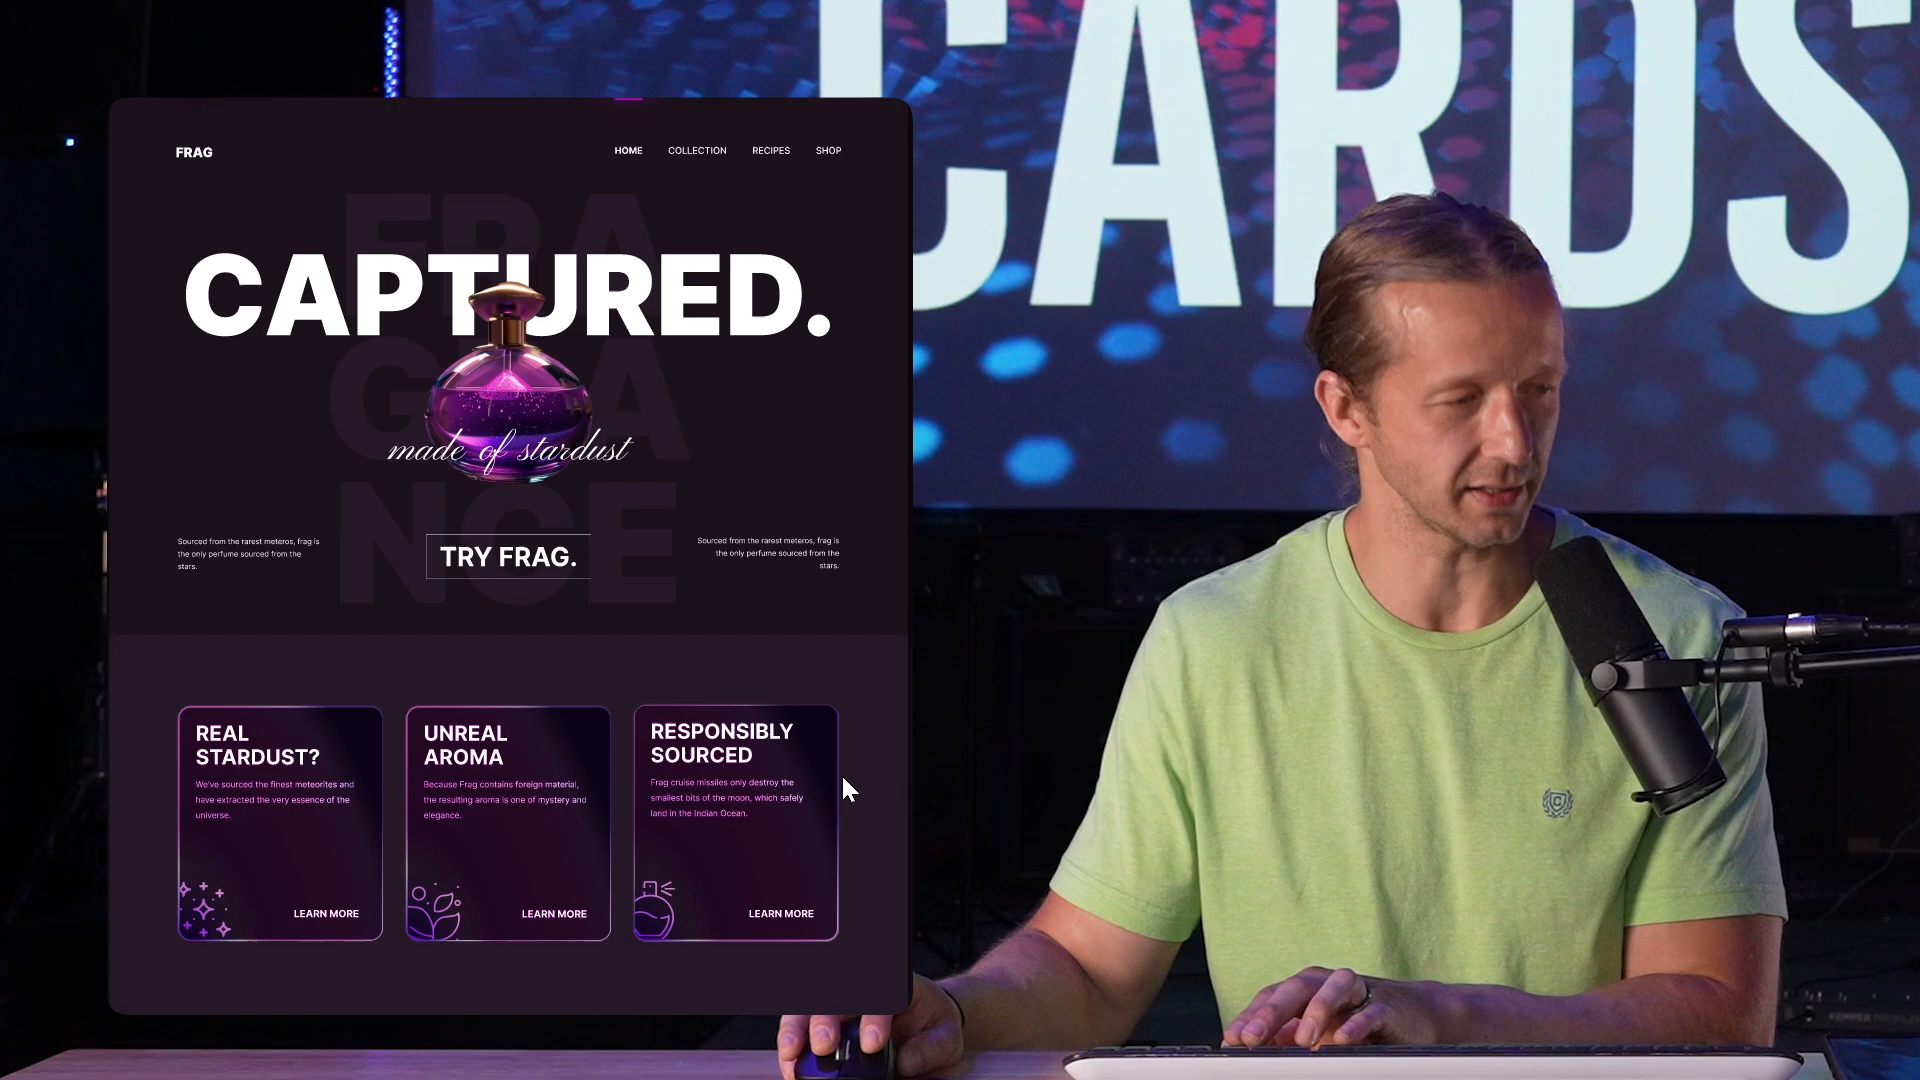 CARDS
FRAG
HOME COLLECTION RECIPES SHOP
FRA
GRA
NCE
CAPTURED.
made of stardust
Sourced from the rarest meteros, frag is
the only perfume sourced from the
stars.
TRY FRAG.
Sourced from the rarest meteros, frag is
the only perfume sourced from the
stars.
REAL
STARDUST?
We've sourced the finest meteorites and
have extracted the very essence of the
universe.
LEARN MORE
UNREAL
AROMA
Because Frag contains foreign material,
the resulting aroma is one of mystery and
elegance.
LEARN MORE
RESPONSIBLY
SOURCED
Frag cruise missiles only destroy the
smallest bits of the moon, which safely
land in the Indian Ocean.
LEARN MORE